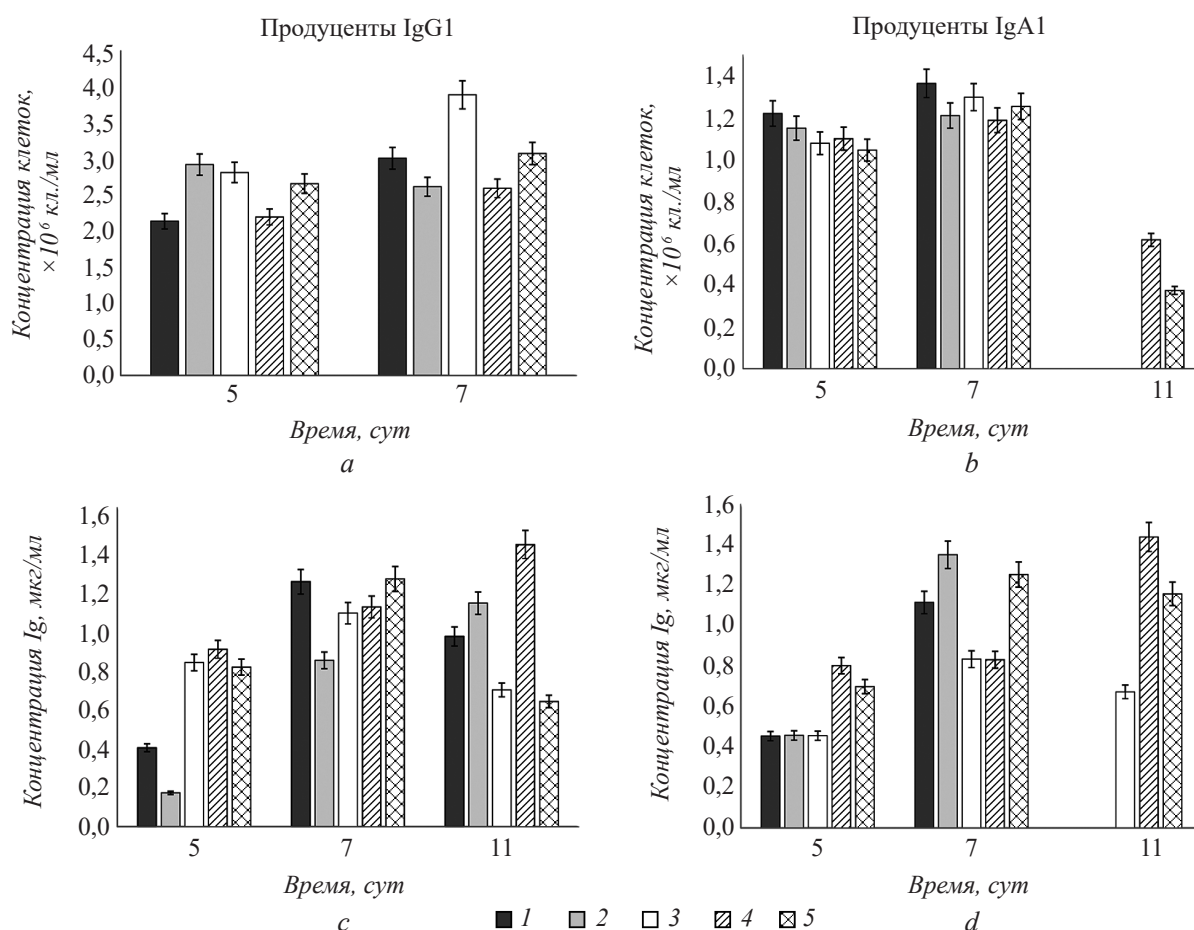 Продуценты IgG1
Концентрация клеток,
×10⁶ кл./мл
4,5
4,0
3,5
3,0
2,5
2,0
1,5
1,0
0,5
0,0
5
7
Время, сут
a
Продуценты IgA1
Концентрация клеток,
×10⁶ кл./мл
1,4
1,2
1,0
0,8
0,6
0,4
0,2
0,0
5
7
11
Время, сут
b
Концентрация Ig, мкг/мл
1,6
1,4
1,2
1,0
0,8
0,6
0,4
0,2
0,0
5
7
11
Время, сут
c
Концентрация Ig, мкг/мл
1,6
1,4
1,2
1,0
0,8
0,6
0,4
0,2
0,0
5
7
11
Время, сут
d
1 2 3 4 5